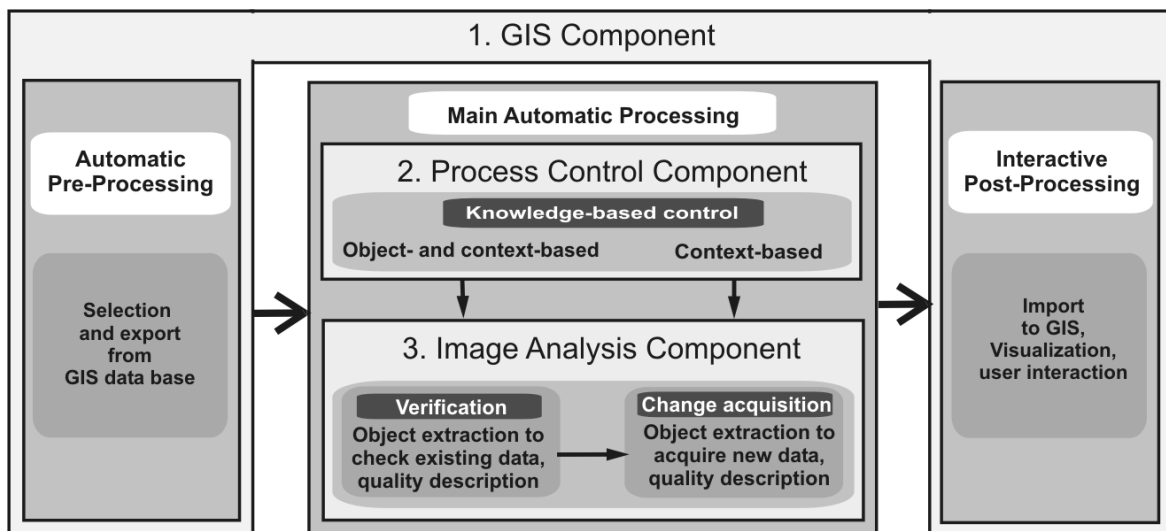 1. GIS Component
Automatic
Pre-Processing
Selection
and export
from
GIS data base
Main Automatic Processing
2. Process Control Component
Knowledge-based control
Object- and context-based
Context-based
3. Image Analysis Component
Verification
Object extraction to
check existing data,
quality description
Change acquisition
Object extraction to
acquire new data,
quality description
Interactive
Post-Processing
Import
to GIS,
Visualization,
user interaction